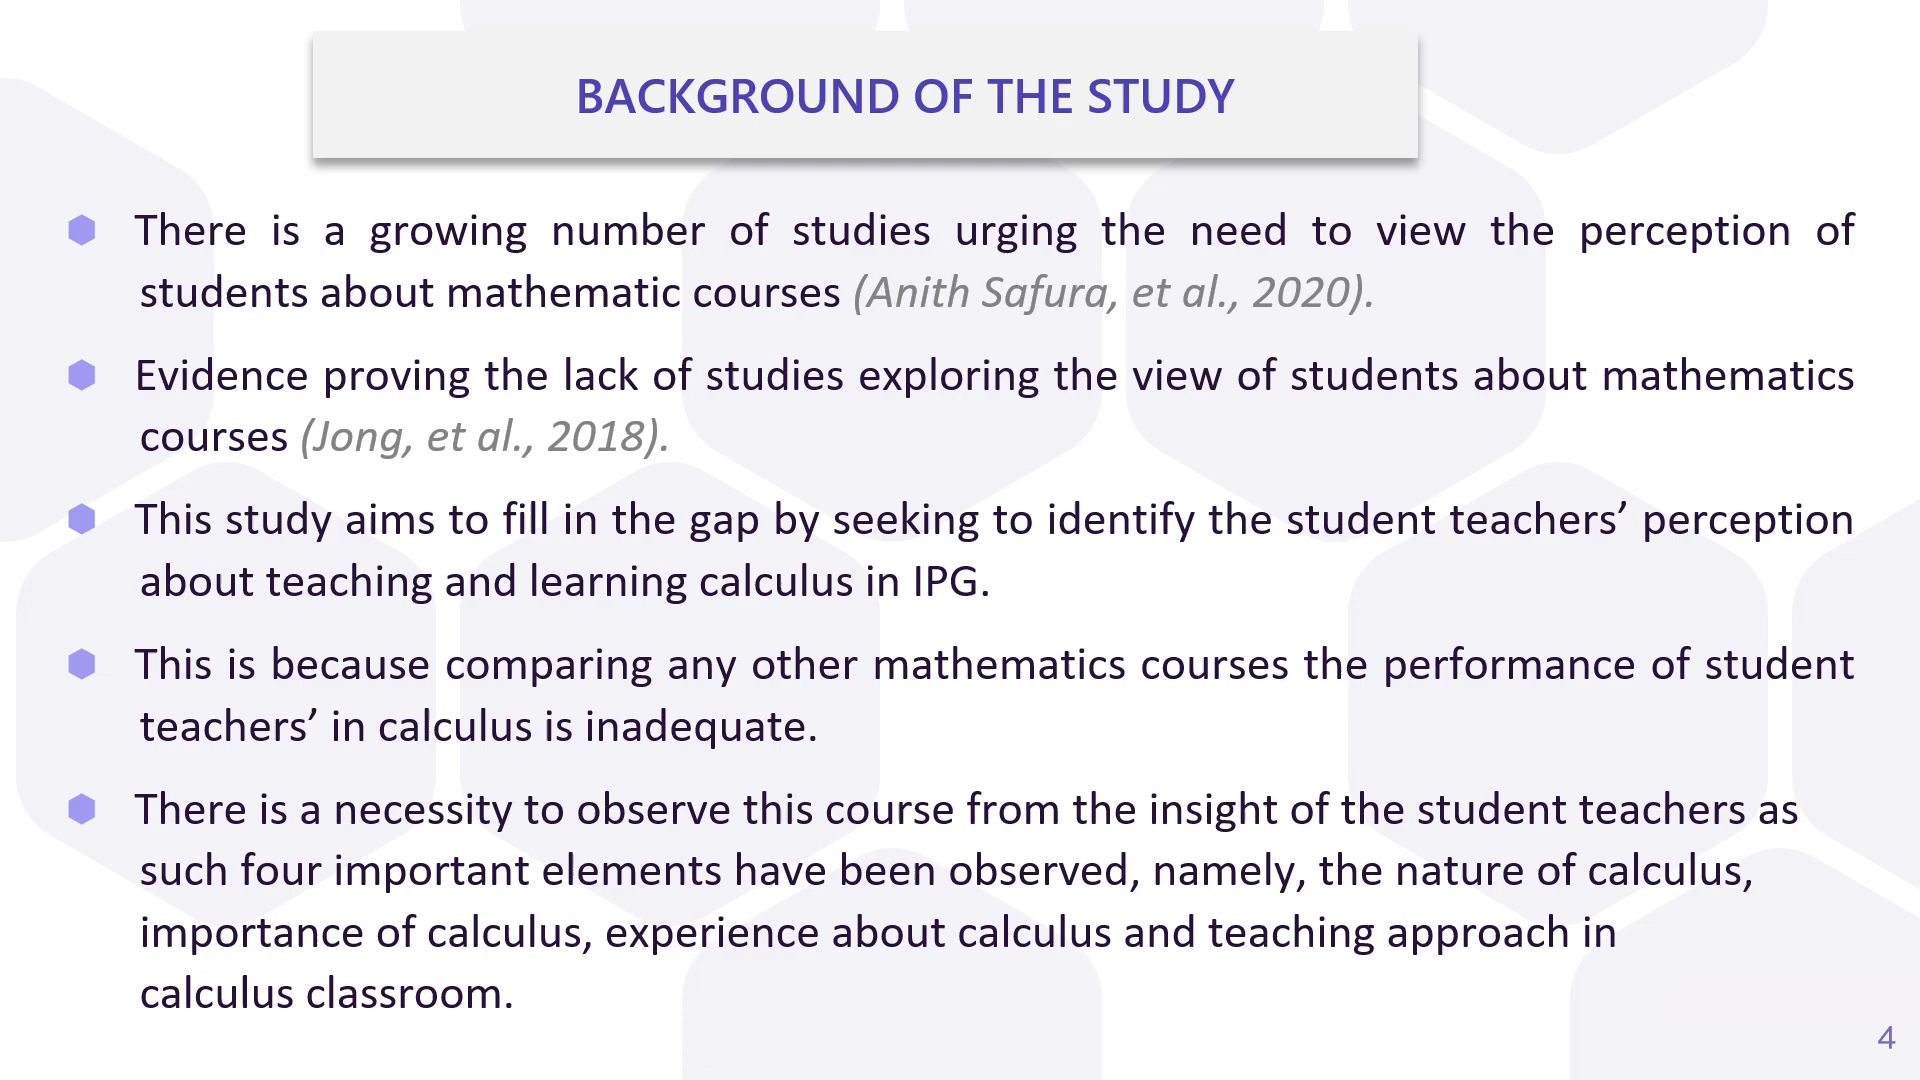 BACKGROUND OF THE STUDY
There is a growing number of studies urging the need to view the perception of
students about mathematic courses (Anith Safura, et al., 2020).
Evidence proving the lack of studies exploring the view of students about mathematics
courses (Jong, et al., 2018).
This study aims to fill in the gap by seeking to identify the student teachers’ perception
about teaching and learning calculus in IPG.
This is because comparing any other mathematics courses the performance of student
teachers’ in calculus is inadequate.
There is a necessity to observe this course from the insight of the student teachers as
such four important elements have been observed, namely, the nature of calculus,
importance of calculus, experience about calculus and teaching approach in
calculus classroom.
4